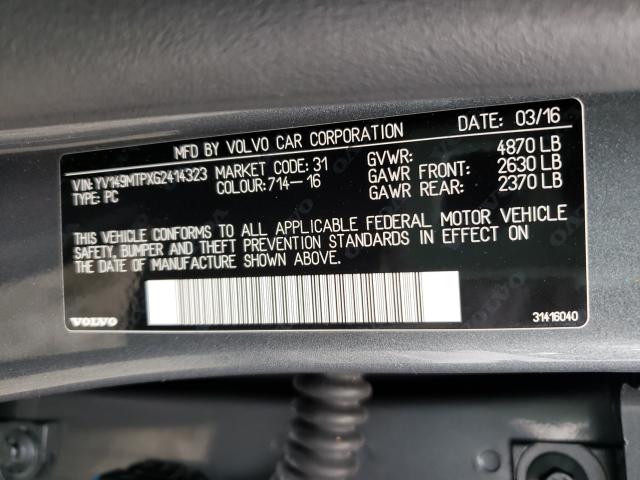 MFD BY VOLVO CAR CORPORATION DATE: 03/16
VIN: YV149MTPXG2414323 MARKET CODE: 31 GVWR: 4870 LB
TYPE: PC COLOUR: 714-16 GAWR FRONT: 2630 LB
GAWR REAR: 2370 LB
THIS VEHICLE CONFORMS TO ALL APPLICABLE FEDERAL MOTOR VEHICLE
SAFETY, BUMPER AND THEFT PREVENTION STANDARDS IN EFFECT ON
THE DATE OF MANUFACTURE SHOWN ABOVE.
VOLVO 31416040